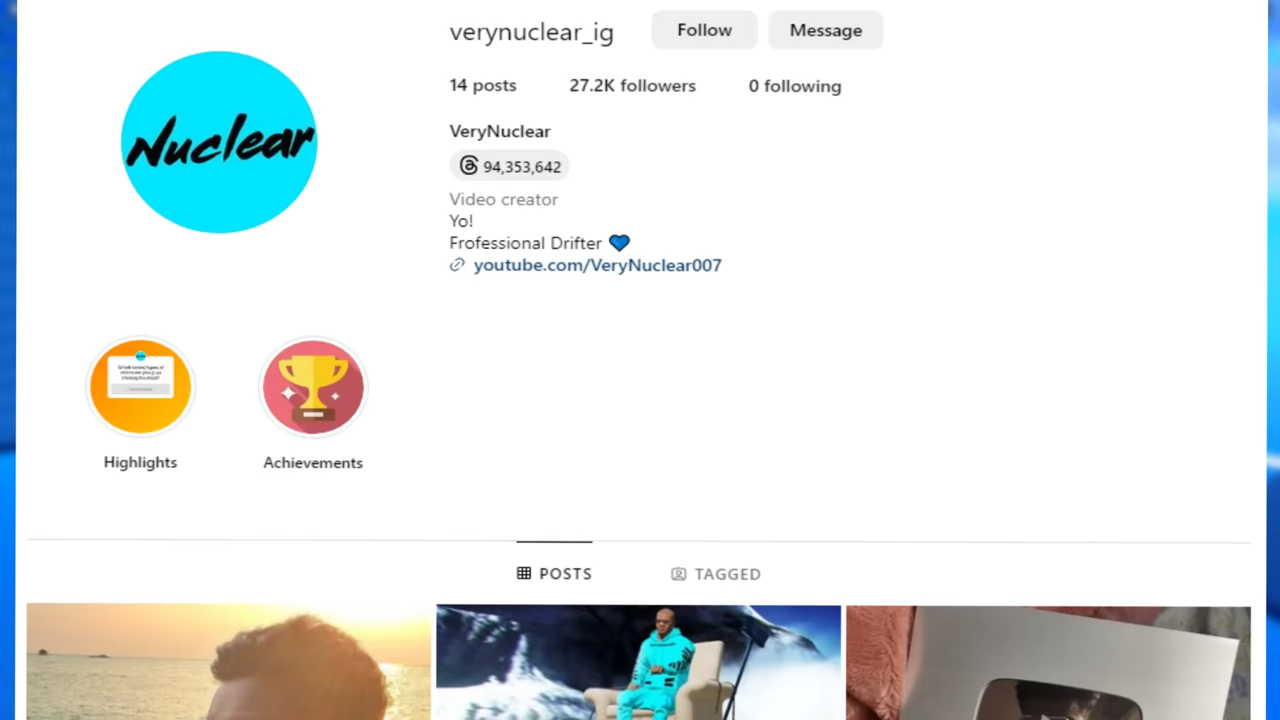 verynuclear_ig
Follow
Message
14 posts
27.2K followers
0 following
Nuclear
VeryNuclear
94,353,642
Video creator
Yo!
Frofessional Drifter 💙
youtube.com/VeryNuclear007
Highlights
Achievements
POSTS
TAGGED